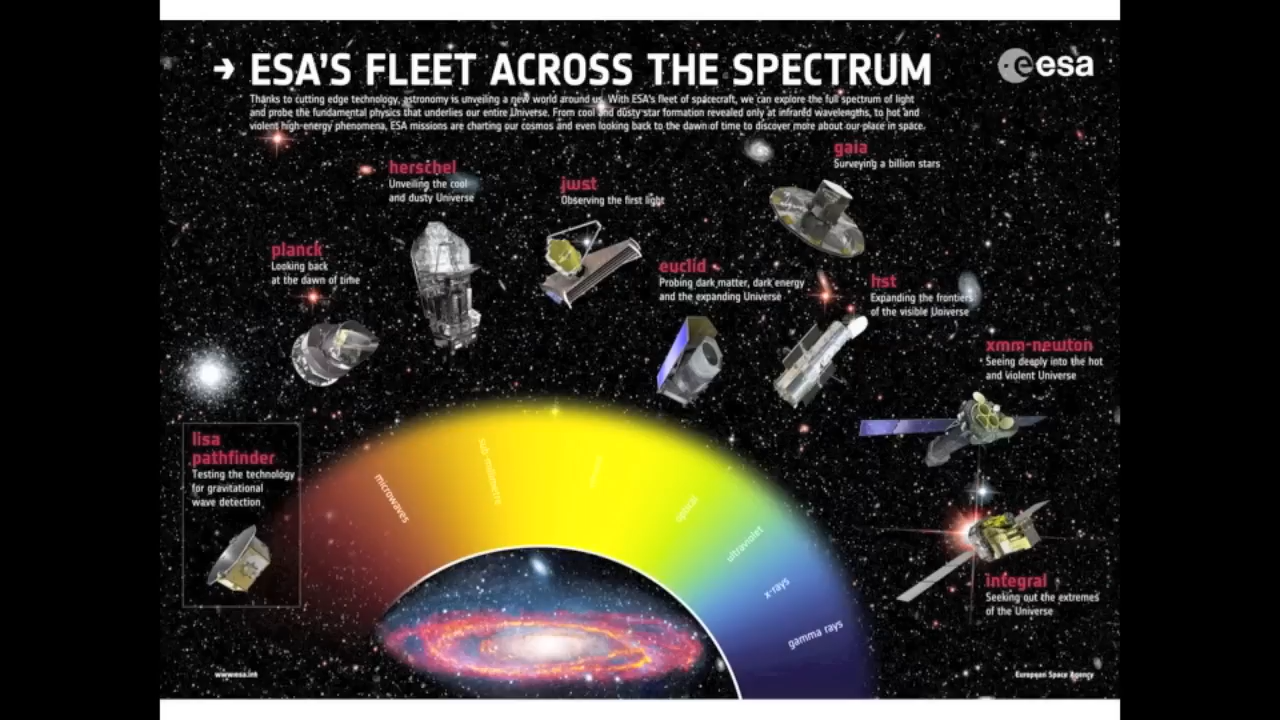 → ESA'S FLEET ACROSS THE SPECTRUM
esa
Thanks to cutting edge technology, astronomy is unveiling a new world around us. With ESA's fleet of spacecraft, we can explore the full spectrum of light
and probe the fundamental physics that underlies our entire Universe. From cool and dusty star formation revealed only at infrared wavelengths, to hot and
violent high-energy phenomena, ESA missions are charting our cosmos and even looking back to the dawn of time to discover more about our place in space.
gaia
Surveying a billion stars
herschel
Unveiling the cool
and dusty Universe
jwst
Observing the first light
planck
Looking back
at the dawn of time
euclid
Probing dark matter, dark energy
and the expanding Universe
hst
Expanding the frontiers
of the visible Universe
xmm-newton
Seeing deeply into the hot
and violent Universe
lisa
pathfinder
Testing the technology
for gravitational
wave detection
microwaves
sub-millimetre
optical
ultraviolet
x-rays
gamma rays
integral
Seeking out the extremes
of the Universe
www.esa.int
European Space Agency